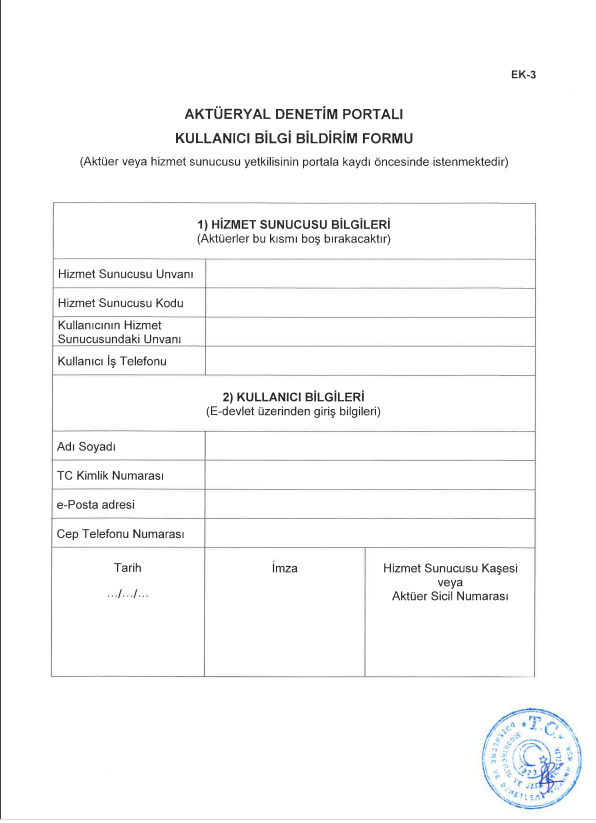 EK-3
AKTÜERYAL DENETİM PORTALI
KULLANICI BİLGİ BİLDİRİM FORMU
(Aktüer veya hizmet sunucusu yetkilisinin portala kaydı öncesinde istenmektedir)
1) HİZMET SUNUCUSU BİLGİLERİ
(Aktüerler bu kısmı boş bırakacaktır)
Hizmet Sunucusu Unvanı
Hizmet Sunucusu Kodu
Kullanıcının Hizmet
Sunucusundaki Unvanı
Kullanıcı İş Telefonu
2) KULLANICI BİLGİLERİ
(E-devlet üzerinden giriş bilgileri)
Adı Soyadı
TC Kimlik Numarası
e-Posta adresi
Cep Telefonu Numarası
Tarih
.../.../...
İmza
Hizmet Sunucusu Kaşesi
veya
Aktüer Sicil Numarası
T.C.